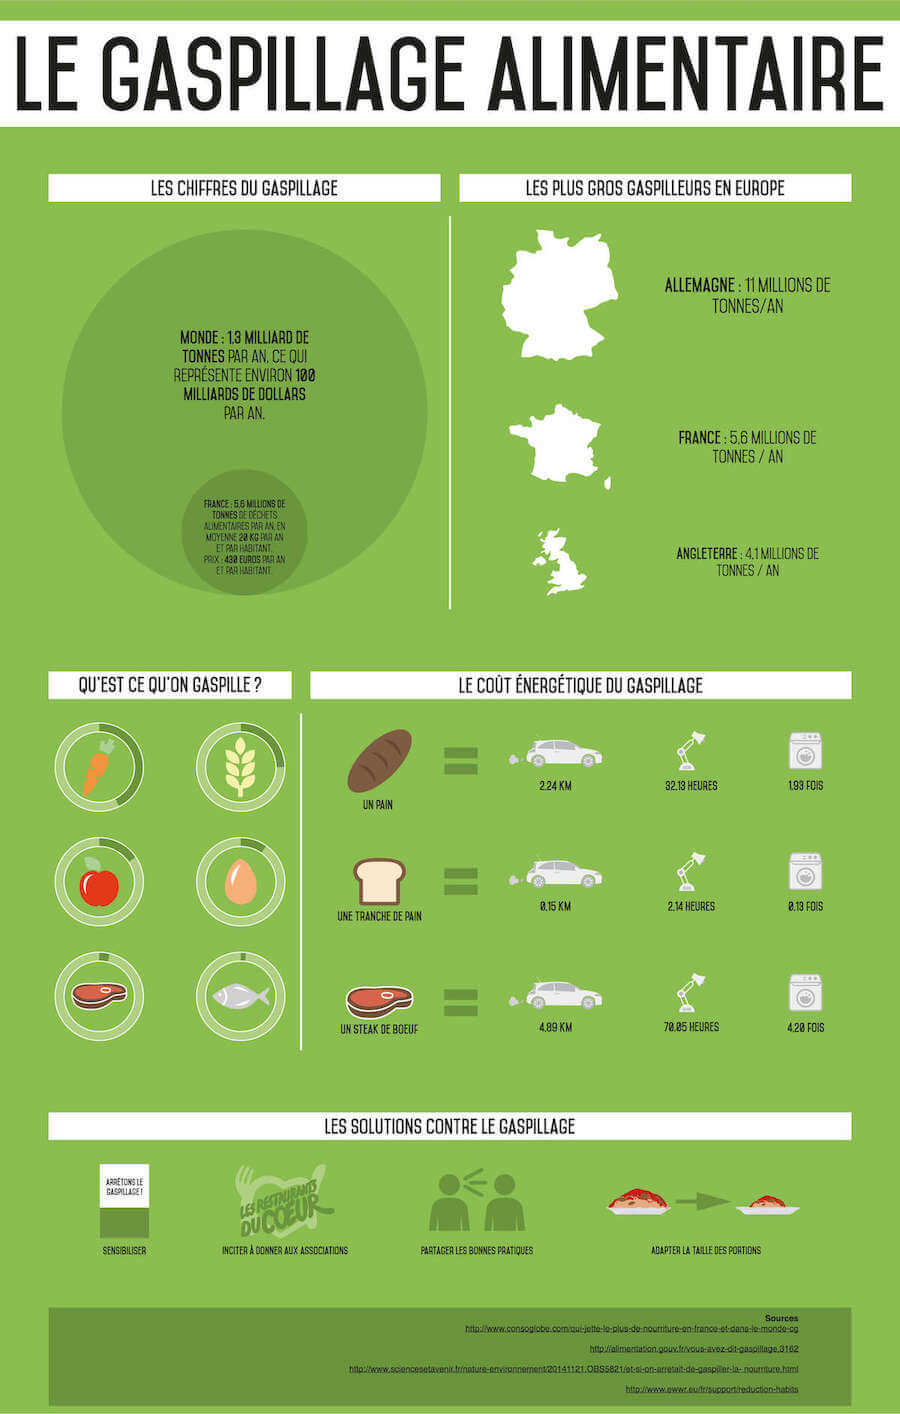 LE GASPILLAGE ALIMENTAIRE
LES CHIFFRES DU GASPILLAGE
MONDE : 1,3 MILLIARD DE
TONNES PAR AN, CE QUI
REPRÉSENTE ENVIRON 100
MILLIARDS DE DOLLARS
PAR AN.
FRANCE : 5,6 MILLIONS DE
TONNES DE DÉCHETS
ALIMENTAIRES PAR AN, EN
MOYENNE 20 KG PAR AN
ET PAR HABITANT.
PRIX : 430 EUROS PAR AN
ET PAR HABITANT.
LES PLUS GROS GASPILLEURS EN EUROPE
ALLEMAGNE : 11 MILLIONS DE
TONNES/AN
FRANCE : 5,6 MILLIONS DE
TONNES / AN
ANGLETERRE : 4,1 MILLIONS DE
TONNES / AN
QU'EST CE QU'ON GASPILLE ?
LE COÛT ÉNERGÉTIQUE DU GASPILLAGE
UN PAIN
2.24 KM
32.13 HEURES
1.93 FOIS
UNE TRANCHE DE PAIN
0,15 KM
2,14 HEURES
0,13 FOIS
UN STEAK DE BOEUF
4,89 KM
70,05 HEURES
4,20 FOIS
LES SOLUTIONS CONTRE LE GASPILLAGE
ARRÊTONS LE
GASPILLAGE !
SENSIBILISER
LES RESTAURANTS
DU COEUR
INCITER À DONNER AUX ASSOCIATIONS
PARTAGER LES BONNES PRATIQUES
ADAPTER LA TAILLE DES PORTIONS
Sources
http://www.consoglobe.com/qui-jette-le-plus-de-nourriture-en-france-et-dans-le-monde-cg
http://alimentation.gouv.fr/vous-avez-dit-gaspillage,3162
http://www.sciencesetavenir.fr/nature-environnement/20141121.OBS5821/et-si-on-arretait-de-gaspiller-la- nourriture.html
http://www.ewwr.eu/fr/support/reduction-habits